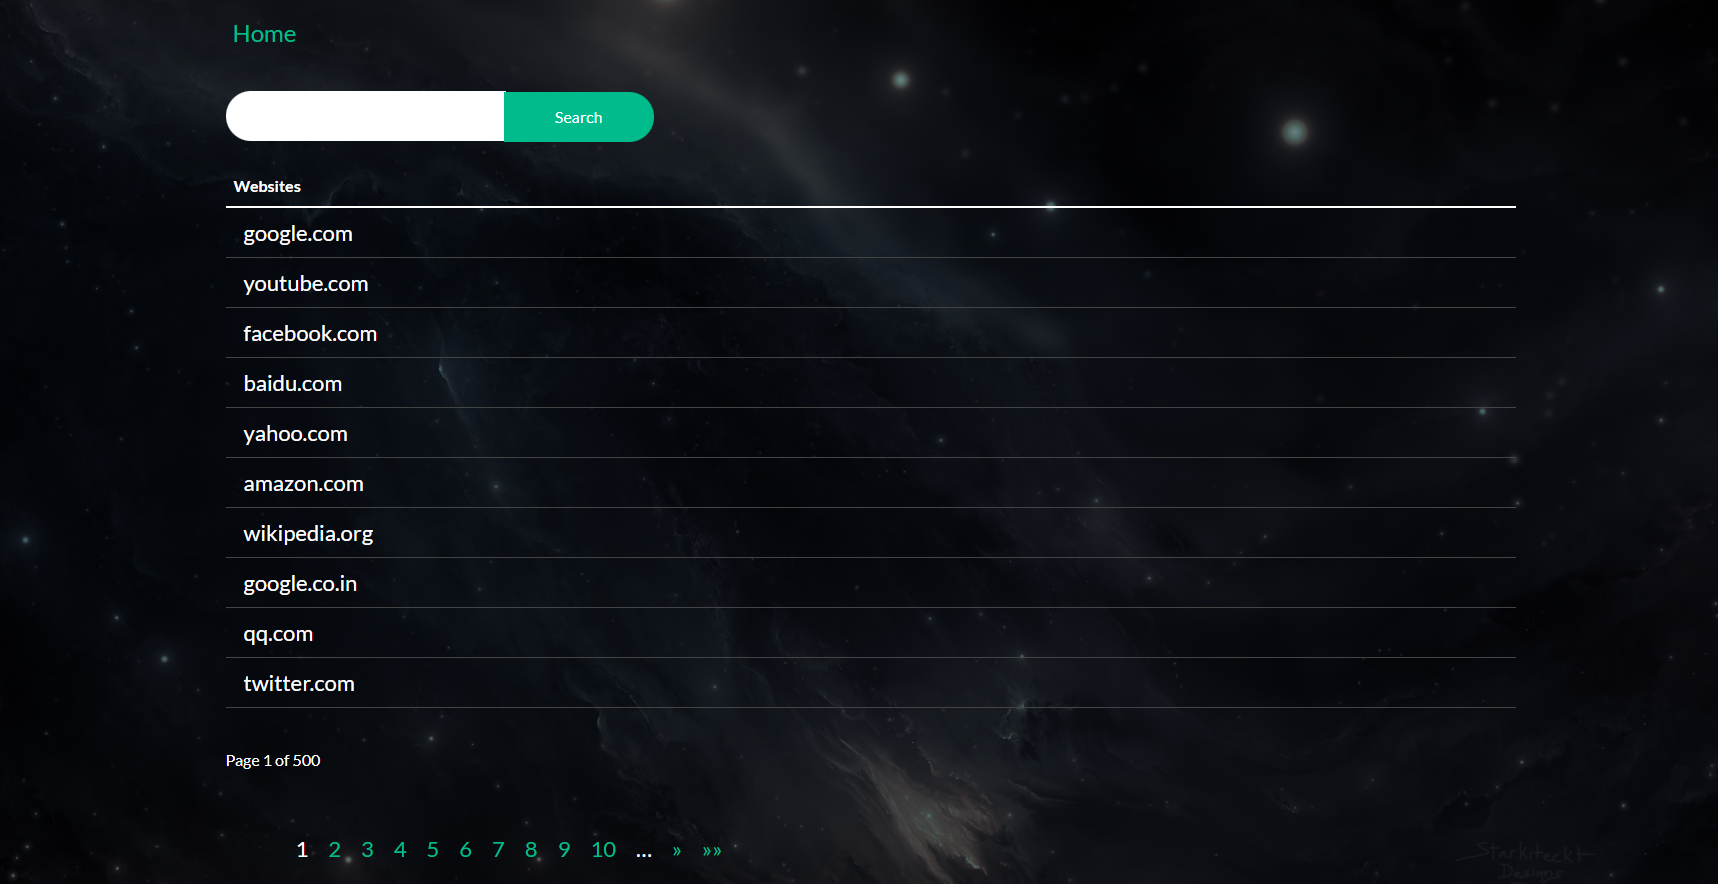 Home
Search
Websites
google.com
youtube.com
facebook.com
baidu.com
yahoo.com
amazon.com
wikipedia.org
google.co.in
qq.com
twitter.com
Page 1 of 500
1 2 3 4 5 6 7 8 9 10 ... » »»
Starkiteckt
Designs